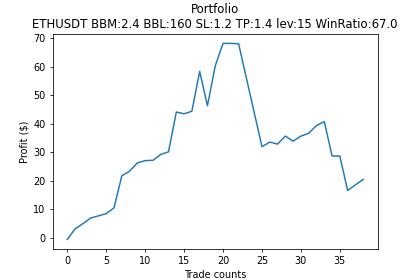 Portfolio
ETHUSDT BBM:2.4 BBL:160 SL:1.2 TP:1.4 lev:15 WinRatio:67.0
Profit ($)
70
60
50
40
30
20
10
0
0 5 10 15 20 25 30 35
Trade counts